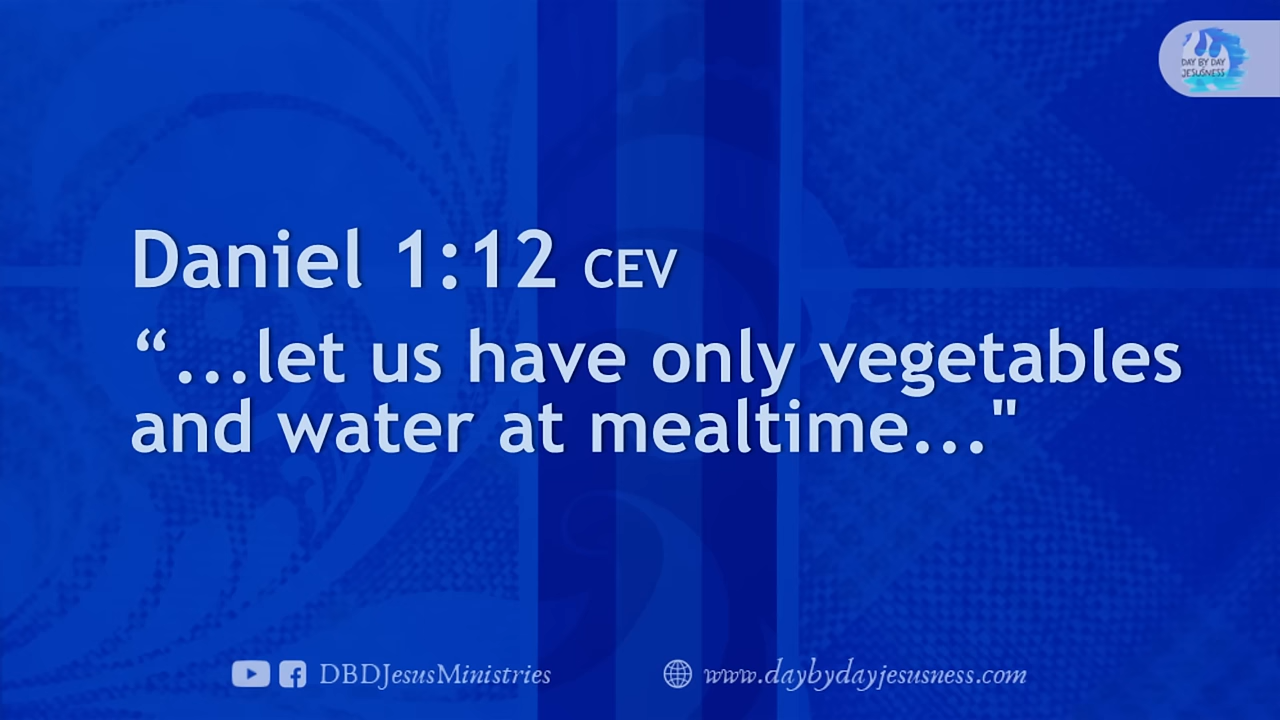 DAY BY DAY
JESUSNESS
Daniel 1:12 CEV
“...let us have only vegetables
and water at mealtime..."
DBDJesusMinistries
www.daybydayjesusness.com